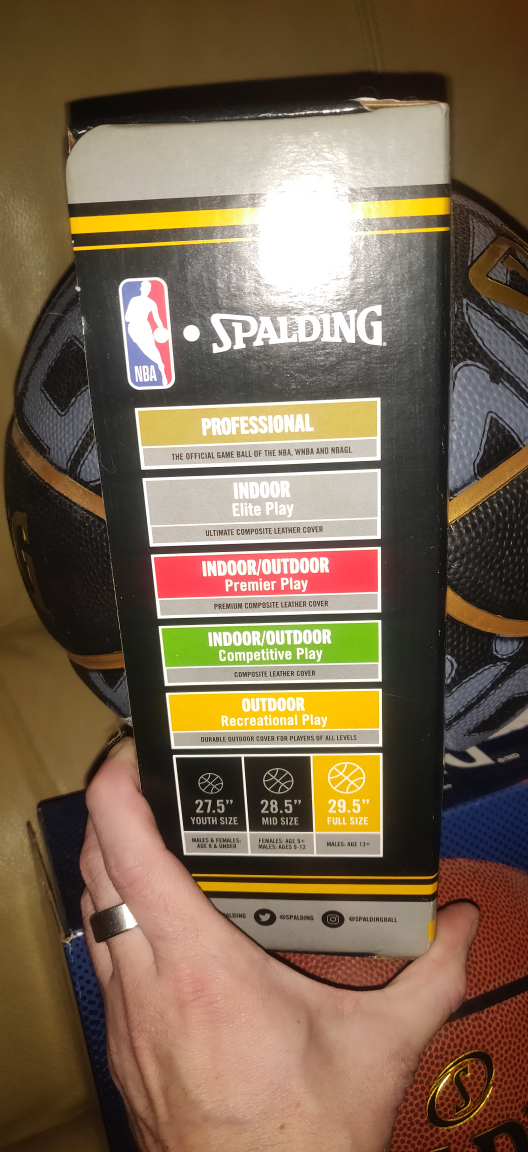 NBA
SPALDING
PROFESSIONAL
THE OFFICIAL GAME BALL OF THE NBA, WNBA AND NBAGL
INDOOR
Elite Play
ULTIMATE COMPOSITE LEATHER COVER
INDOOR/OUTDOOR
Premier Play
PREMIUM COMPOSITE LEATHER COVER
INDOOR/OUTDOOR
Competitive Play
COMPOSITE LEATHER COVER
OUTDOOR
Recreational Play
DURABLE OUTDOOR COVER FOR PLAYERS OF ALL LEVELS
27.5”
YOUTH SIZE
MALES & FEMALES:
AGE 8 & UNDER
28.5”
MID SIZE
FEMALES: AGE 9+
MALES: AGES 9-12
29.5”
FULL SIZE
MALES: AGE 12+
@SPALDING
@SPALDINGBALL